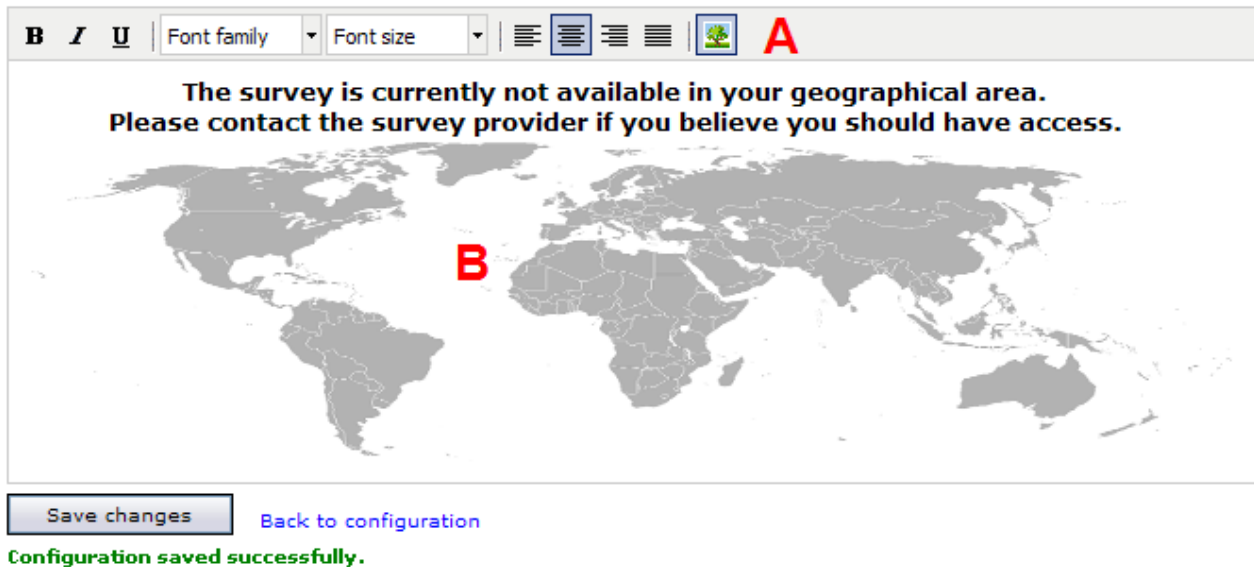 B I U Font family Font size A
The survey is currently not available in your geographical area.
Please contact the survey provider if you believe you should have access.
B
Save changes Back to configuration
Configuration saved successfully.